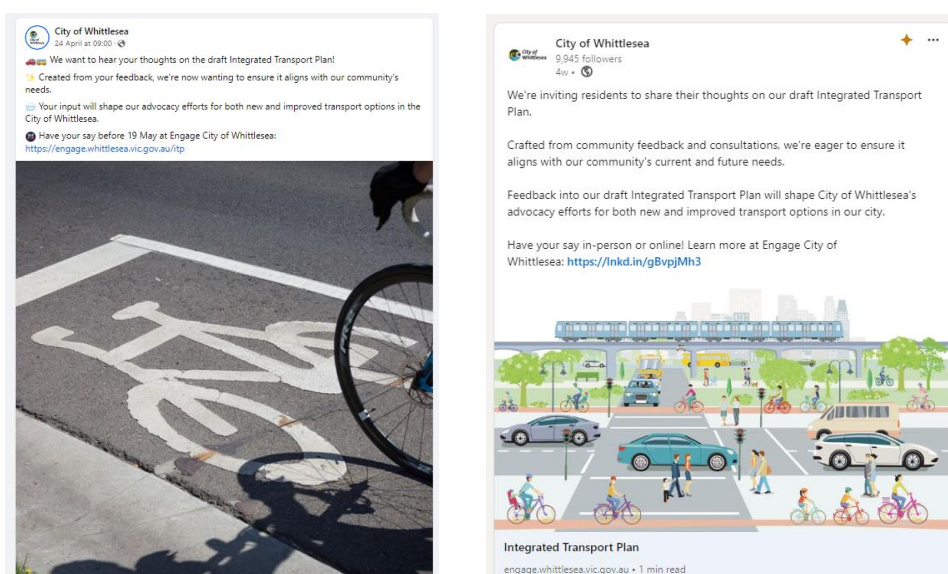 City of Whittlesea
24 April at 09:00 ·
We want to hear your thoughts on the draft Integrated Transport Plan!
Created from your feedback, we're now wanting to ensure it aligns with our community's
needs.
Your input will shape our advocacy efforts for both new and improved transport options in the
City of Whittlesea.
Have your say before 19 May at Engage City of Whittlesea:
https://engage.whittlesea.vic.gov.au/itp
City of Whittlesea
City of Whittlesea
9,945 followers
4w •
We're inviting residents to share their thoughts on our draft Integrated Transport
Plan.
Crafted from community feedback and consultations, we're eager to ensure it
aligns with our community's current and future needs.
Feedback into our draft Integrated Transport Plan will shape City of Whittlesea's
advocacy efforts for both new and improved transport options in our city.
Have your say in-person or online! Learn more at Engage City of
Whittlesea: https://lnkd.in/gBvpjMh3
Integrated Transport Plan
engage.whittlesea.vic.gov.au • 1 min read